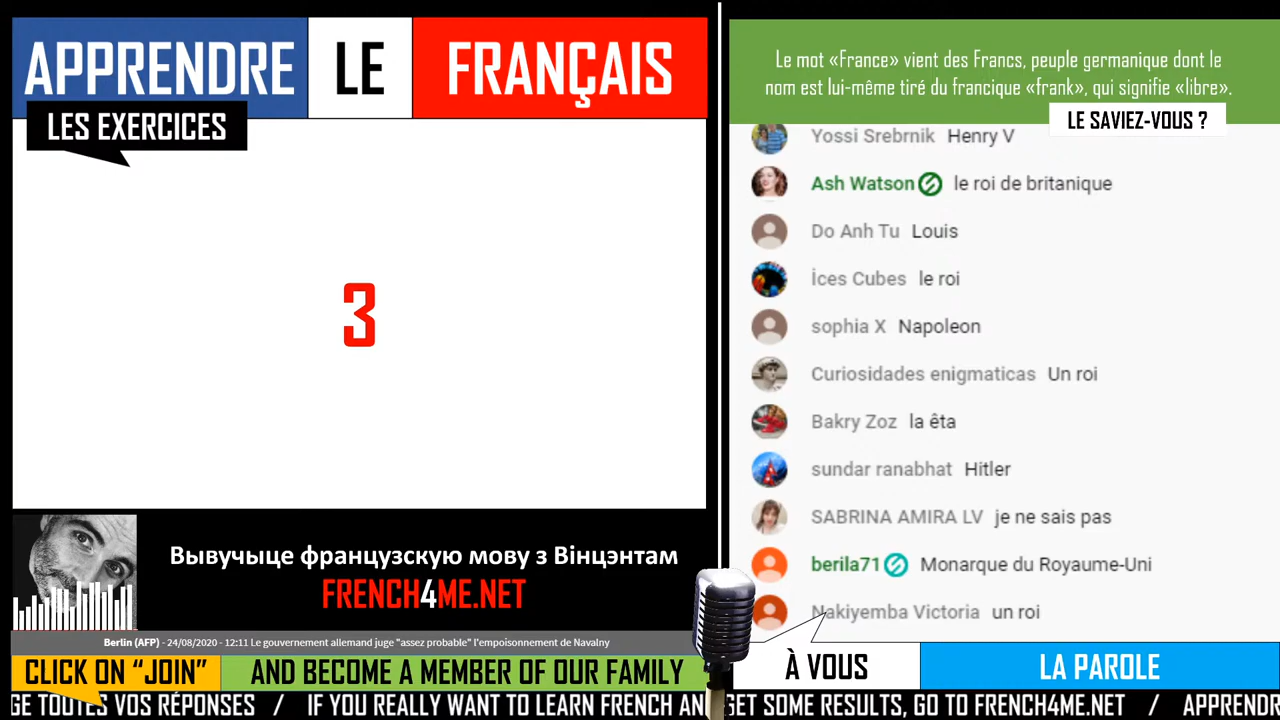 APPRENDRE LE FRANÇAIS
LES EXERCICES
3
Вывучыце французскую мову з Вінцэнтам
FRENCH4ME.NET
Berlin (AFP) - 24/08/2020 - 12:11 Le gouvernement allemand juge "assez probable" l'empoisonnement de Navalny
CLICK ON “JOIN” AND BECOME A MEMBER OF OUR FAMILY
Le mot «France» vient des Francs, peuple germanique dont le
nom est lui-même tiré du francique «frank», qui signifie «libre».
LE SAVIEZ-VOUS ?
Yossi Srebrnik Henry V
Ash Watson le roi de britanique
Do Anh Tu Louis
İces Cubes le roi
sophia X Napoleon
Curiosidades enigmaticas Un roi
Bakry Zoz la êta
sundar ranabhat Hitler
SABRINA AMIRA LV je ne sais pas
berila71 Monarque du Royaume-Uni
Nakiyemba Victoria un roi
À VOUS LA PAROLE
GE TOUTES VOS RÉPONSES / IF YOU REALLY WANT TO LEARN FRENCH AN GET SOME RESULTS, GO TO FRENCH4ME.NET / APPRENDR